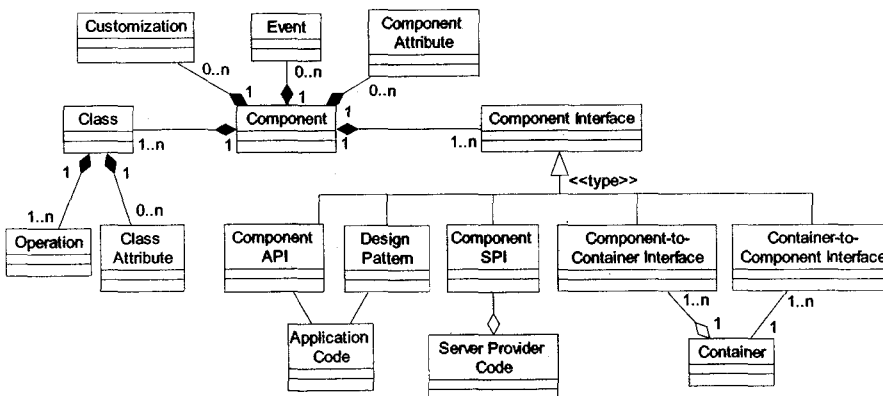 Customization
Event
Component
Attribute
0..n
0..n
0..n
1
1
1
Class
Component
Component Interface
1..n
1
1
1..n
1
1
<<type>>
1..n
0..n
Operation
Class
Attribute
Component
API
Design
Pattern
Component
SPI
Component-to-
Container Interface
Container-to-
Component Interface
1..n
1..n
1
1
Application
Code
Server Provider
Code
Container